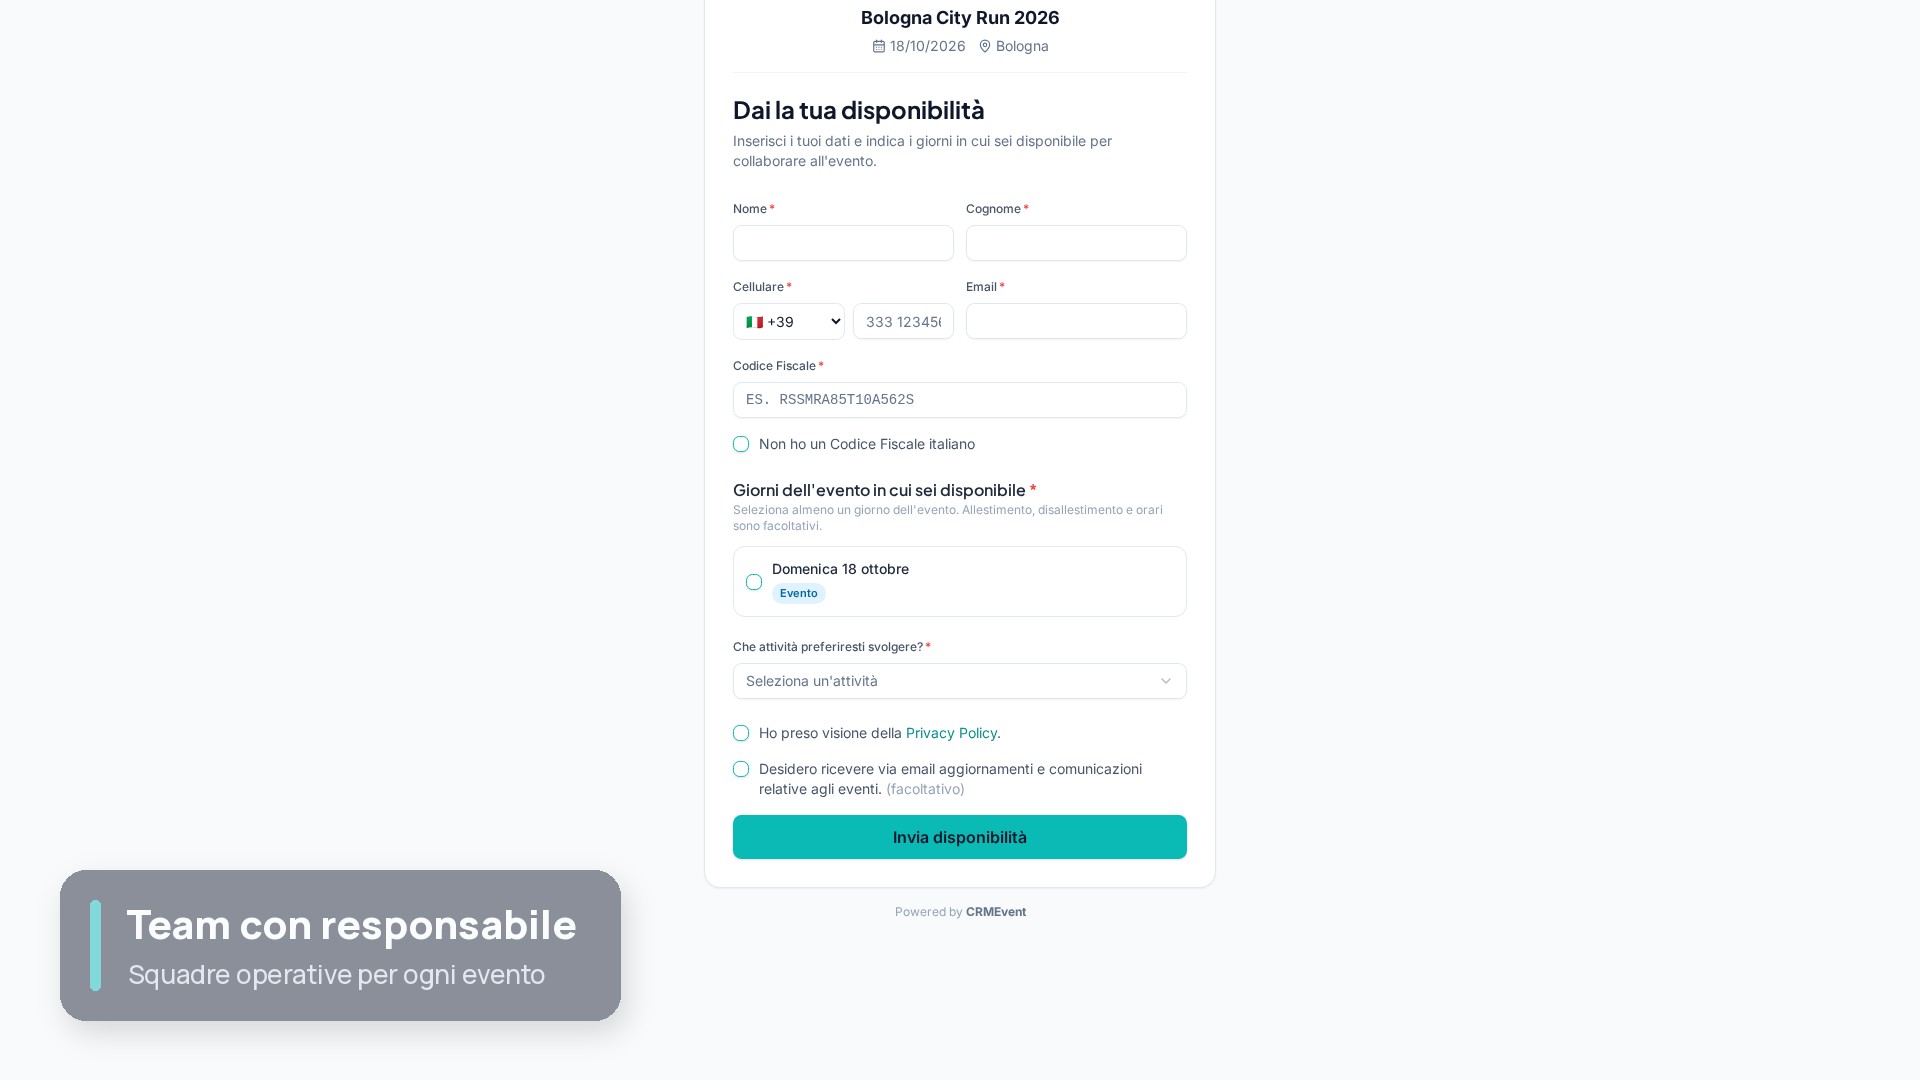 Bologna City Run 2026
18/10/2026 Bologna
Dai la tua disponibilità
Inserisci i tuoi dati e indica i giorni in cui sei disponibile per
collaborare all'evento.
Nome * Cognome *
Cellulare * Email *
🇮🇹 +39 333 123456
Codice Fiscale *
ES. RSSMRA85T10A562S
Non ho un Codice Fiscale italiano
Giorni dell'evento in cui sei disponibile *
Seleziona almeno un giorno dell'evento. Allestimento, disallestimento e orari
sono facoltativi.
Domenica 18 ottobre
Evento
Che attività preferiresti svolgere? *
Seleziona un'attività
Ho preso visione della Privacy Policy.
Desidero ricevere via email aggiornamenti e comunicazioni
relative agli eventi. (facoltativo)
Invia disponibilità
Powered by CRMEvent
Team con responsabile
Squadre operative per ogni evento